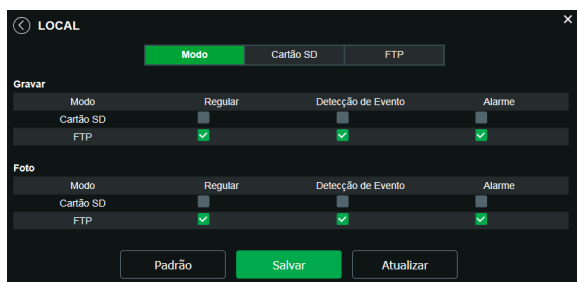 LOCAL
×
Modo Cartão SD FTP
Gravar
Modo Regular Detecção de Evento Alarme
Cartão SD
FTP
Foto
Modo Regular Detecção de Evento Alarme
Cartão SD
FTP
Padrão Salvar Atualizar